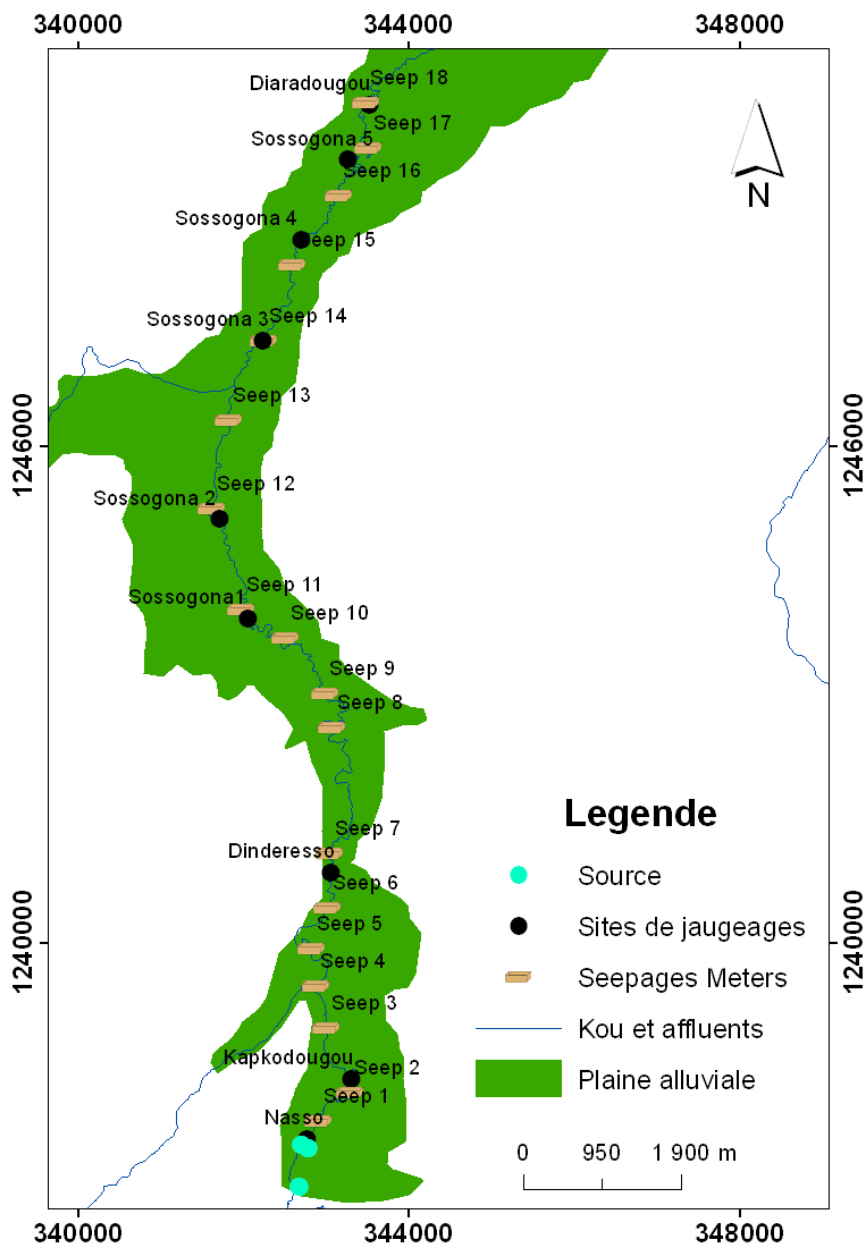 340000 344000 348000
Seep 18
Diaradougou
Seep 17
Sossogona 5
Seep 16
N
Sossogona 4
Seep 15
Seep 14
Sossogona 3
Seep 13
1246000 1246000
Seep 12
Sossogona 2
Seep 11
Sossogona1
Seep 10
Seep 9
Seep 8
Legende
Seep 7
Dinderesso
Source
Seep 6
Seep 5
Sites de jaugeages
1240000 1240000
Seep 4
Seepages Meters
Seep 3
Kou et affluents
Kapkodougou
Seep 2
Plaine alluviale
Seep 1
Nasso
0 950 1 900 m
340000 344000 348000